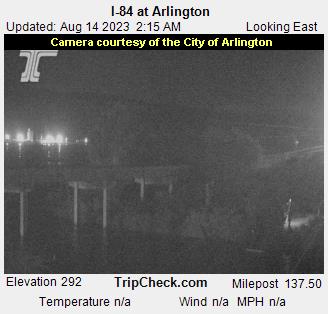 I-84 at Arlington
Updated: Aug 14 2023 2:15 AM Looking East
Camera courtesy of the City of Arlington
Elevation 292 TripCheck.com Milepost 137.50
Temperature n/a Wind n/a MPH n/a